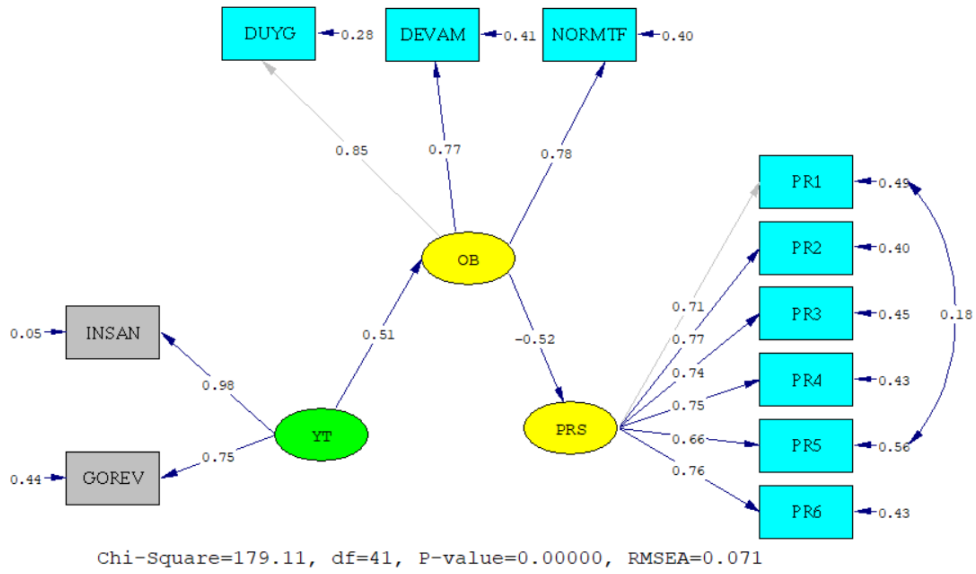 DUYG
0.28
DEVAM
0.41
NORMTF
0.40
0.85
0.77
0.78
PR1
0.49
PR2
0.40
OB
0.71
PR3
0.45
0.18
0.05
INSAN
0.51
-0.52
0.77
0.74
PR4
0.43
0.98
0.75
YT
PRS
0.66
PR5
0.56
0.75
0.76
0.44
GOREV
PR6
0.43
Chi-Square=179.11, df=41, P-value=0.00000, RMSEA=0.071